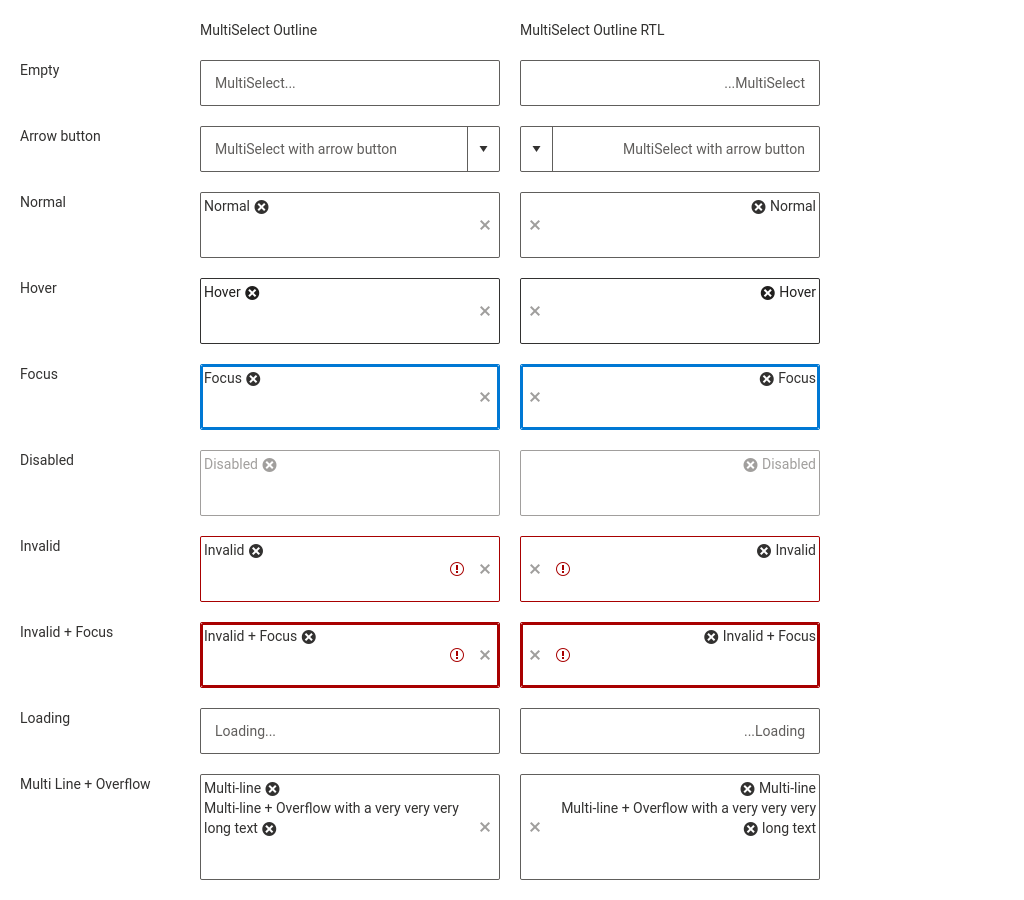 MultiSelect Outline MultiSelect Outline RTL
Empty MultiSelect... ...MultiSelect
Arrow button MultiSelect with arrow button MultiSelect with arrow button
Normal Normal Normal
Hover Hover Hover
Focus Focus Focus
Disabled Disabled Disabled
Invalid Invalid Invalid
Invalid + Focus Invalid + Focus Invalid + Focus
Loading Loading... ...Loading
Multi Line + Overflow Multi-line Multi-line
Multi-line + Overflow with a very very very Multi-line + Overflow with a very very very
long text long text